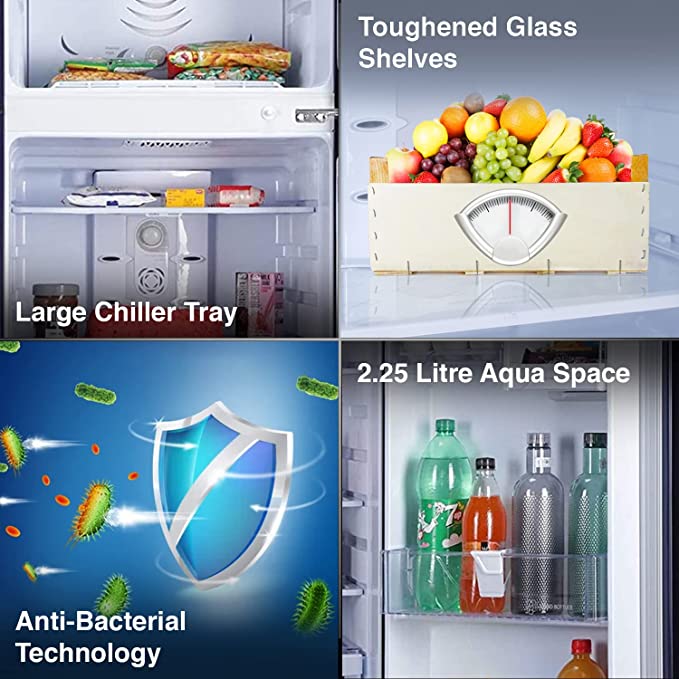 Toughened Glass
Shelves
Large Chiller Tray
2.25 Litre Aqua Space
Anti-Bacterial
Technology